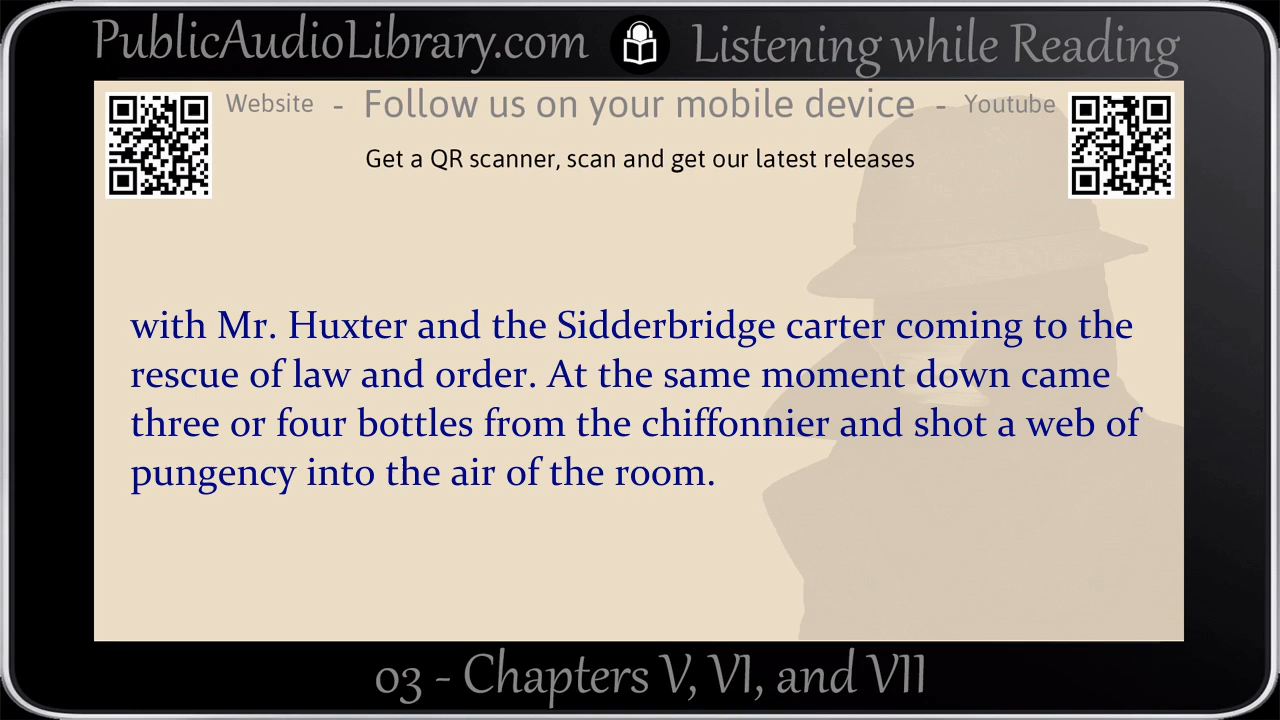 PublicAudioLibrary.com Listening while Reading
Website - Follow us on your mobile device - Youtube
Get a QR scanner, scan and get our latest releases
with Mr. Huxter and the Sidderbridge carter coming to the
rescue of law and order. At the same moment down came
three or four bottles from the chiffonnier and shot a web of
pungency into the air of the room.
03 - Chapters V, VI, and VII